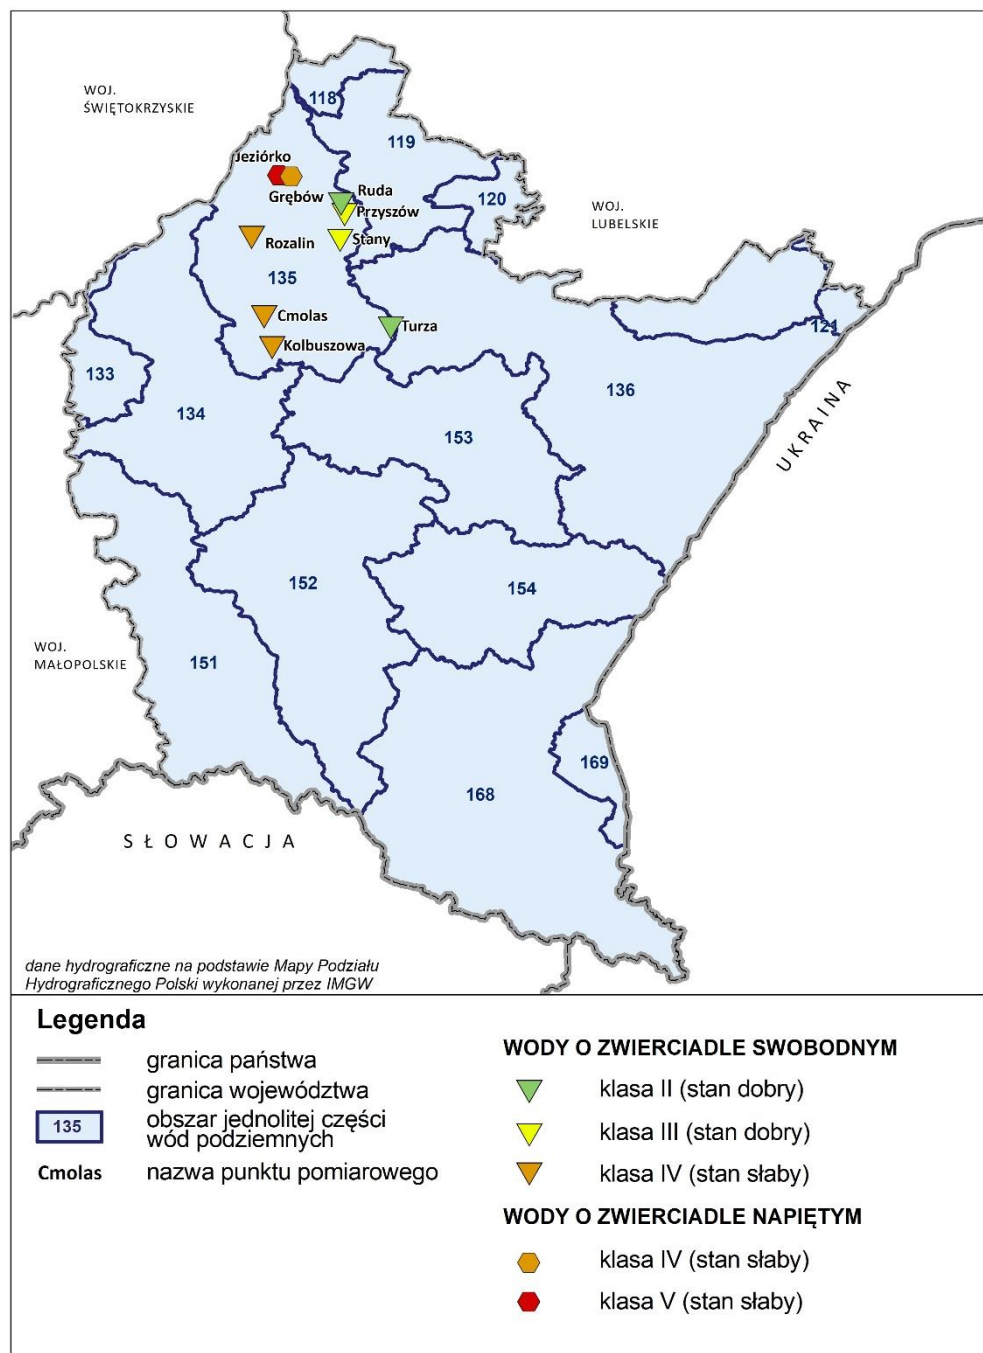 WOJ.
ŚWIĘTOKRZYSKIE
118
119
Jeziórko
Grębów
Ruda
Przyszów
120
WOJ.
LUBELSKIE
Rozalin
Stany
135
Cmolas
Turza
121
Kolbuszowa
133
136
134
153
UKRAINA
152
154
WOJ.
MAŁOPOLSKIE
151
169
168
SŁOWACJA
dane hydrograficzne na podstawie Mapy Podziału
Hydrograficznego Polski wykonanej przez IMGW
Legenda
granica państwa
granica województwa
135
obszar jednolitej części
wód podziemnych
Cmolas
nazwa punktu pomiarowego
WODY O ZWIERCIADLE SWOBODNYM
klasa II (stan dobry)
klasa III (stan dobry)
klasa IV (stan słaby)
WODY O ZWIERCIADLE NAPIĘTYM
klasa IV (stan słaby)
klasa V (stan słaby)